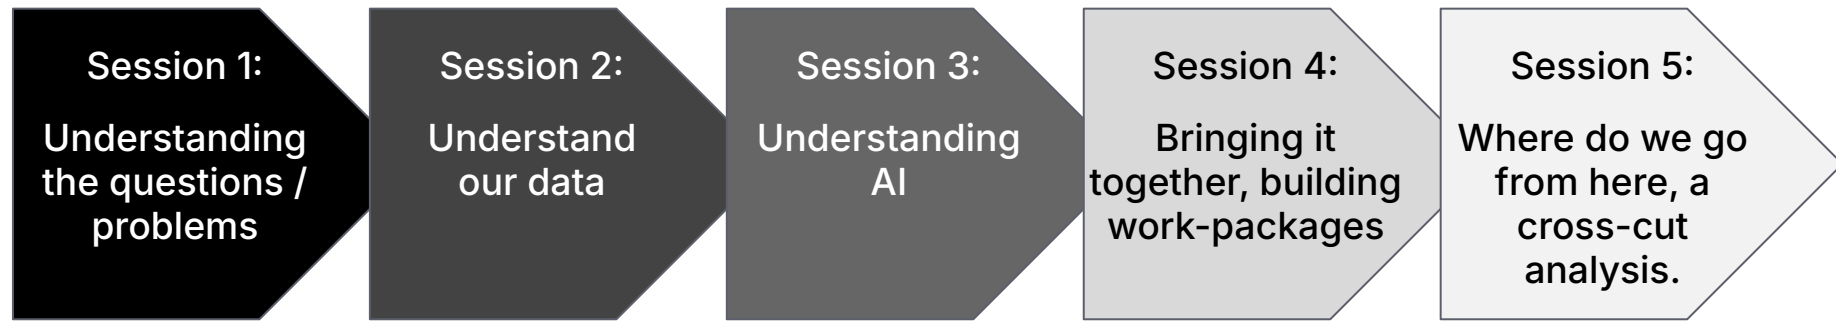 Session 1:
Understanding
the questions /
problems
Session 2:
Understand
our data
Session 3:
Understanding
AI
Session 4:
Bringing it
together, building
work-packages
Session 5:
Where do we go
from here, a
cross-cut
analysis.